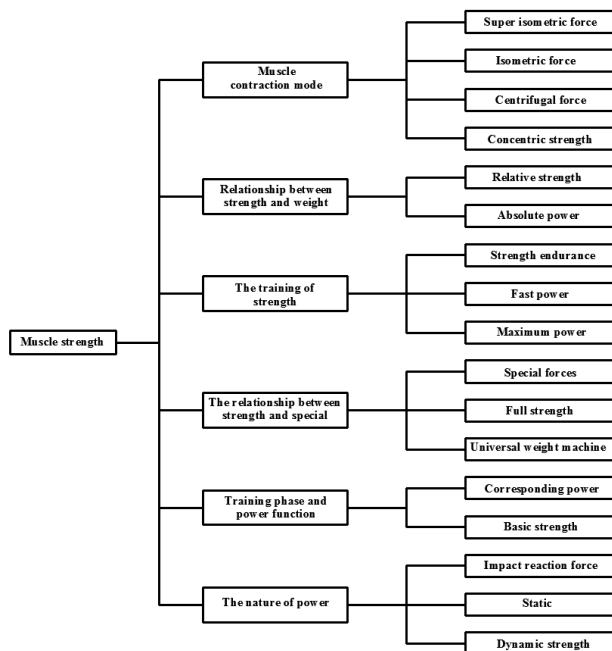 Super isometric force
Muscle
contraction mode
Isometric force
Centrifugal force
Concentric strength
Relationship between
strength and weight
Relative strength
Absolute power
The training of
strength
Strength endurance
Fast power
Maximum power
Muscle strength
The relationship between
strength and special
Special forces
Full strength
Universal weight machine
Training phase and
power function
Corresponding power
Basic strength
The nature of power
Impact reaction force
Static
Dynamic strength